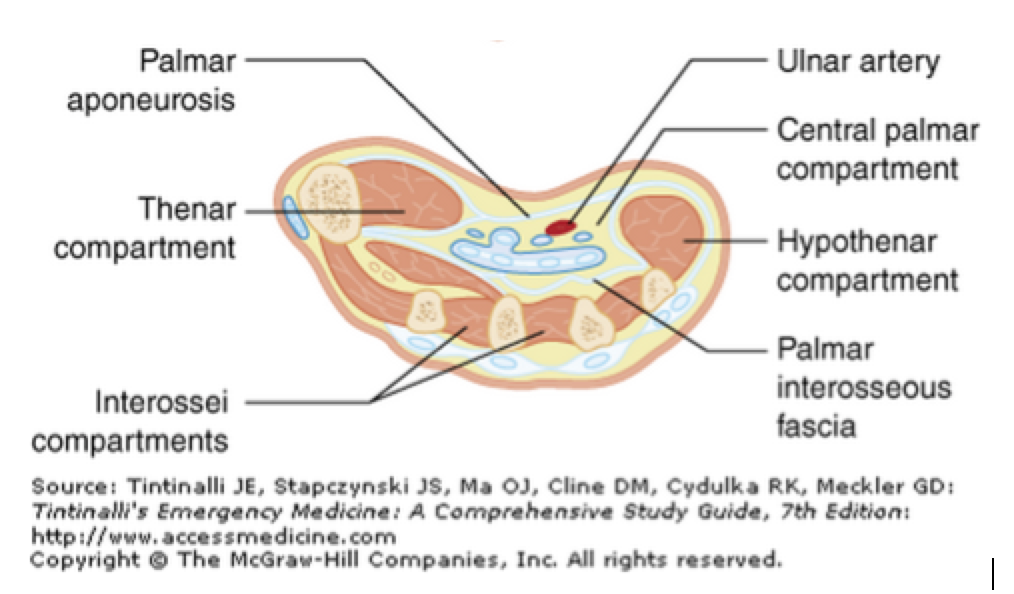 Palmar
aponeurosis
Ulnar artery
Central palmar
compartment
Thenar
compartment
Hypothenar
compartment
Palmar
interosseous
fascia
Interossei
compartments
Source: Tintinalli JE, Stapczynski JS, Ma OJ, Cline DM, Cydulka RK, Meckler GD:
Tintinalli's Emergency Medicine: A Comprehensive Study Guide, 7th Edition:
http://www.accessmedicine.com
Copyright © The McGraw-Hill Companies, Inc. All rights reserved.